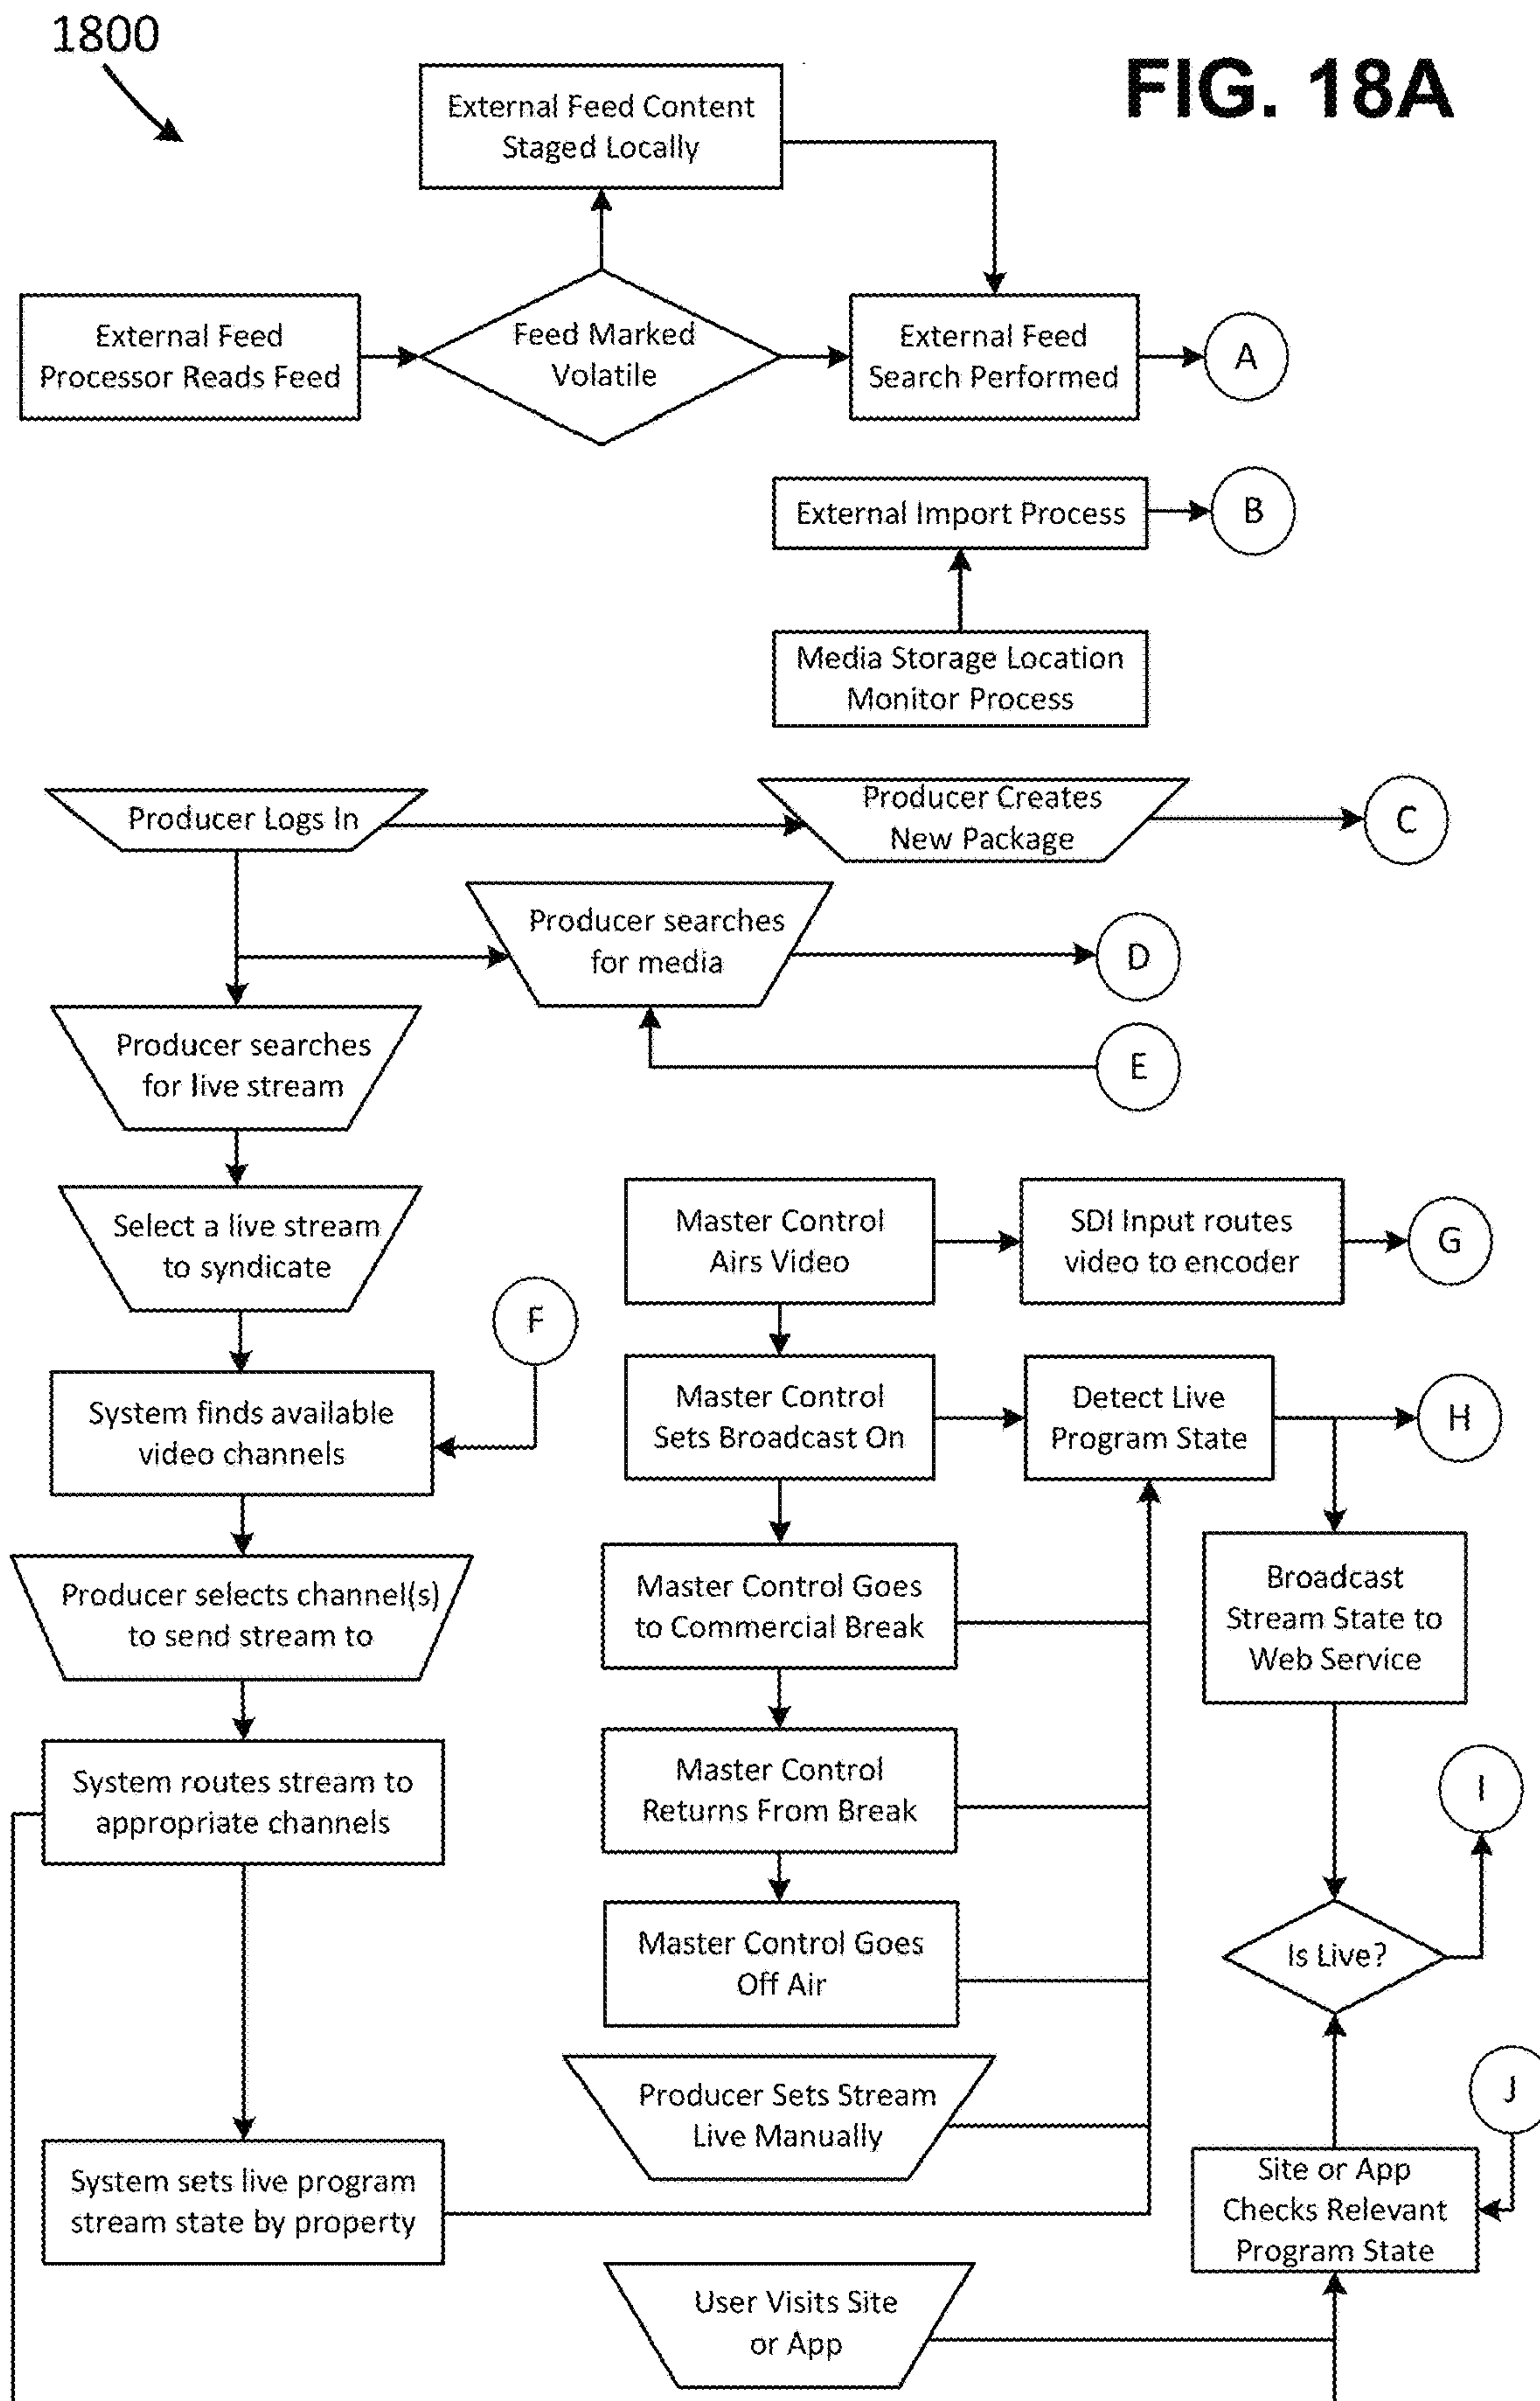 1800
FIG. 18A
External Feed Content
Staged Locally
External Feed
Processor Reads Feed
Feed Marked
Volatile
External Feed
Search Performed
A
External Import Process
B
Media Storage Location
Monitor Process
Producer Logs In
Producer Creates
New Package
C
Producer searches
for media
D
E
Producer searches
for live stream
Select a live stream
to syndicate
F
System finds available
video channels
Producer selects channel(s)
to send stream to
System routes stream to
appropriate channels
System sets live program
stream state by property
Master Control
Airs Video
SDI Input routes
video to encoder
G
Master Control
Sets Broadcast On
Detect Live
Program State
H
Master Control Goes
to Commercial Break
Broadcast
Stream State to
Web Service
Master Control
Returns From Break
I
Master Control Goes
Off Air
Is Live?
Producer Sets Stream
Live Manually
J
Site or App
Checks Relevant
Program State
User Visits Site
or App